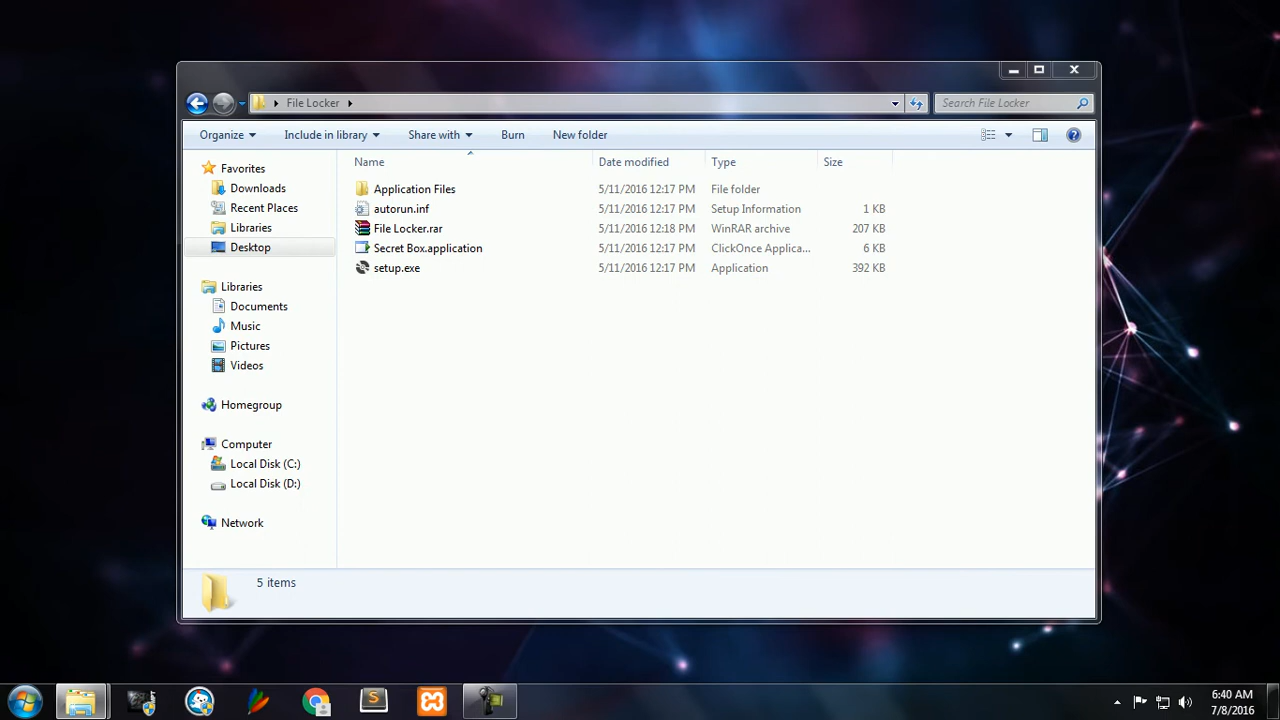 File Locker
Search File Locker
Organize Include in library Share with Burn New folder
Favorites
Downloads
Recent Places
Libraries
Desktop
Libraries
Documents
Music
Pictures
Videos
Homegroup
Computer
Local Disk (C:)
Local Disk (D:)
Network
Name Date modified Type Size
Application Files 5/11/2016 12:17 PM File folder
autorun.inf 5/11/2016 12:17 PM Setup Information 1 KB
File Locker.rar 5/11/2016 12:18 PM WinRAR archive 207 KB
Secret Box.application 5/11/2016 12:17 PM ClickOnce Applica... 6 KB
setup.exe 5/11/2016 12:17 PM Application 392 KB
5 items
6:40 AM
7/8/2016